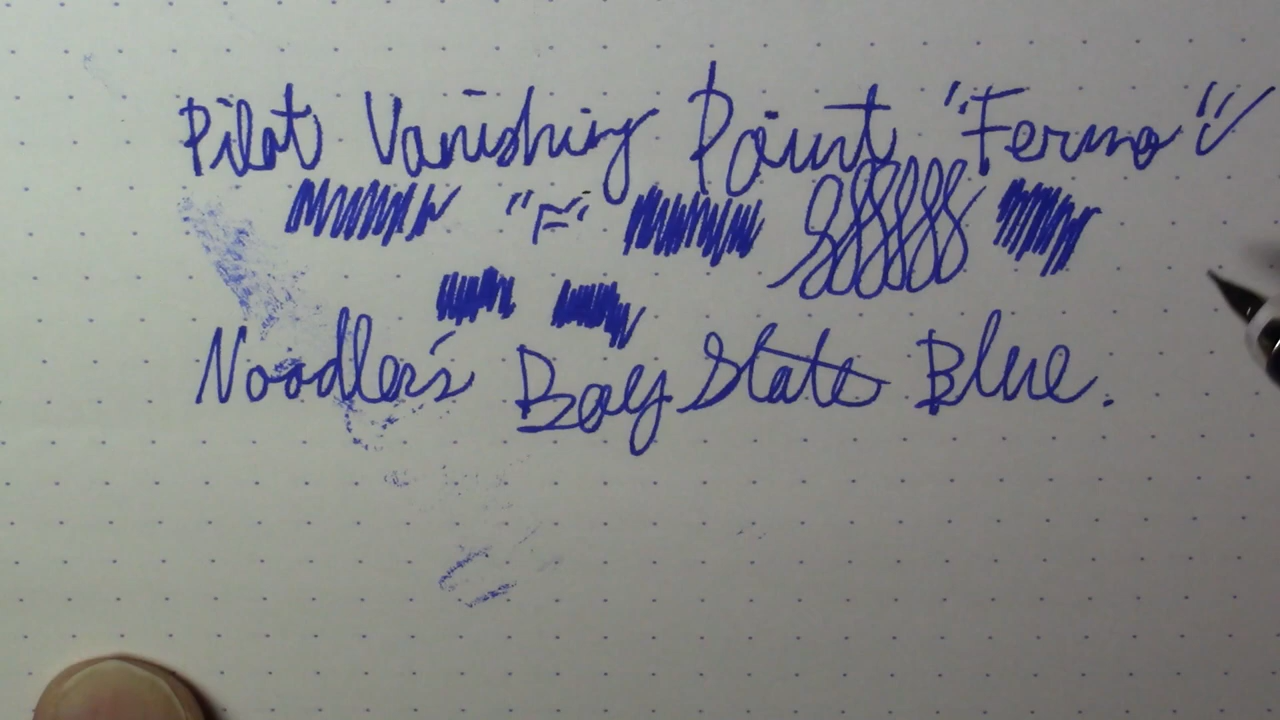 Pilot Vanishing Point "Fermo"
"F"
Noodler's Bay State Blue.